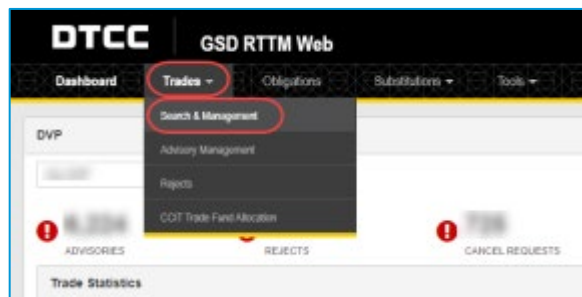 DTCC GSD RTTM Web
Dashboard Trades Obligations Substitutions Tools
Search & Management
DVP
Advisory Management
Rejects
CCIT Trade Fund Allocation
ADVISORIES REJECTS CANCEL REQUESTS
Trade Statistics